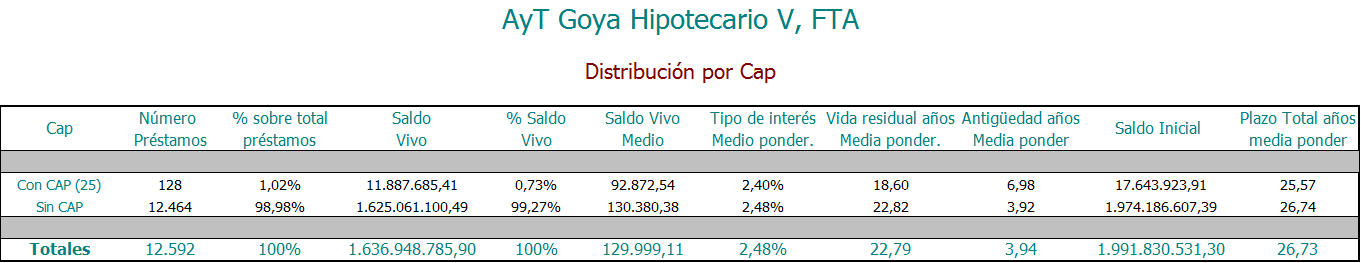 AyT Goya Hipotecario V, FTA
Distribución por Cap
Cap Número Préstamos % sobre total préstamos Saldo Vivo % Saldo Vivo Saldo Vivo Medio Tipo de interés Medio ponder. Vida residual años Media ponder. Antigüedad años Media ponder Saldo Inicial Plazo Total años media ponder
Con CAP (25) 128 1,02% 11.887.685,41 0,73% 92.872,54 2,40% 18,60 6,98 17.643.923,91 25,57
Sin CAP 12.464 98,98% 1.625.061.100,49 99,27% 130.380,38 2,48% 22,82 3,92 1.974.186.607,39 26,74
Totales 12.592 100% 1.636.948.785,90 100% 129.999,11 2,48% 22,79 3,94 1.991.830.531,30 26,73